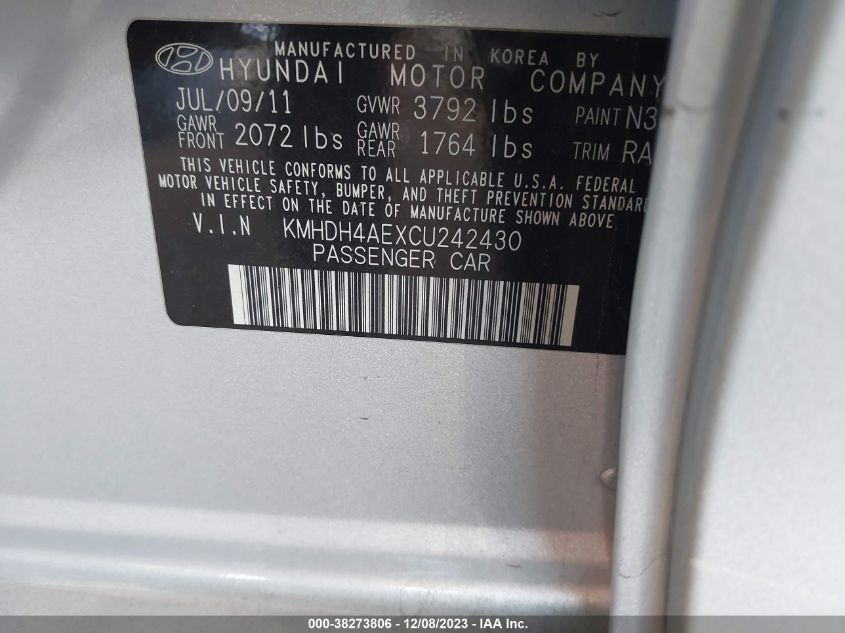 MANUFACTURED IN KOREA BY
HYUNDAI MOTOR COMPANY
JUL/09/11 GVWR 3792 lbs PAINT N3
GAWR FRONT 2072 lbs GAWR REAR 1764 lbs TRIM RA
THIS VEHICLE CONFORMS TO ALL APPLICABLE U.S.A. FEDERAL
MOTOR VEHICLE SAFETY, BUMPER, AND THEFT PREVENTION STANDAR
IN EFFECT ON THE DATE OF MANUFACTURE SHOWN ABOVE
V.I.N KMHDH4AEXCU242430
PASSENGER CAR
000-38273806 - 12/08/2023 - IAA Inc.